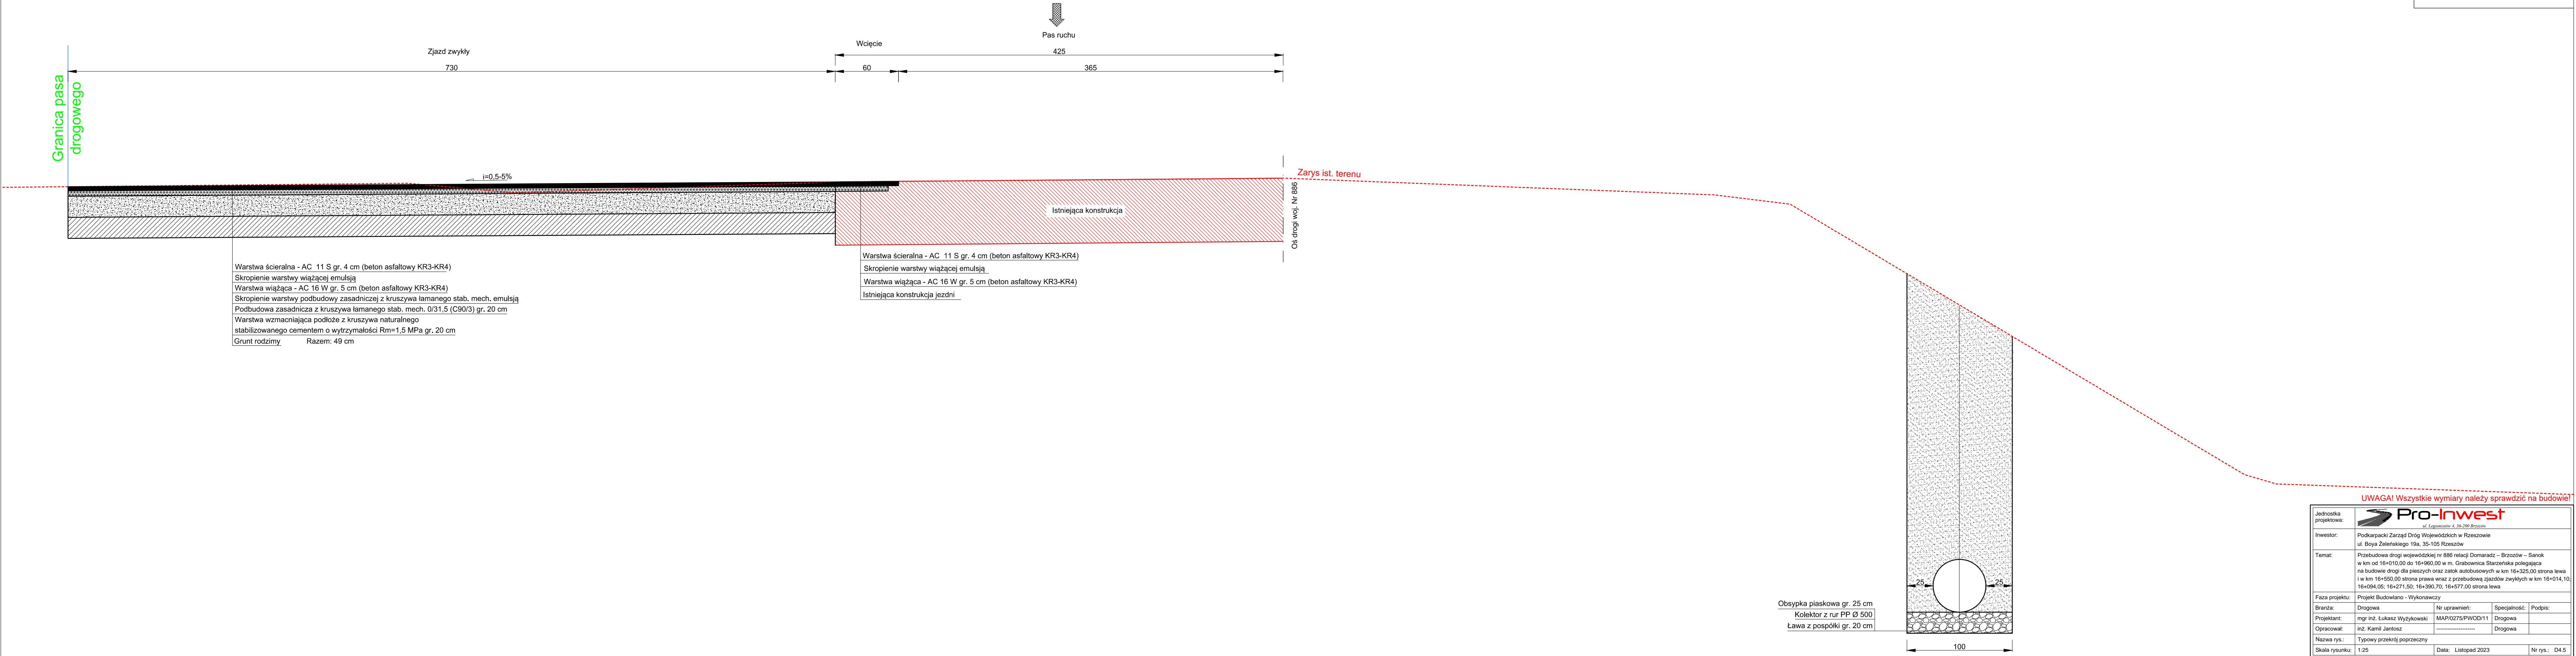 Pas ruchu
Wcięcie
Zjazd zwykły
425
730
60
365
Granica pasa
drogowego
i=0,5-5%
Zarys ist. terenu
Oś drogi woj. Nr 886
Istniejąca konstrukcja
Warstwa ścieralna - AC 11 S gr. 4 cm (beton asfaltowy KR3-KR4)
Skropienie warstwy wiążącej emulsją
Warstwa wiążąca - AC 16 W gr. 5 cm (beton asfaltowy KR3-KR4)
Skropienie warstwy podbudowy zasadniczej z kruszywa łamanego stab. mech. emulsją
Podbudowa zasadnicza z kruszywa łamanego stab. mech. 0/31,5 (C90/3) gr. 20 cm
Warstwa wzmacniająca podłoże z kruszywa naturalnego
stabilizowanego cementem o wytrzymałości Rm=1,5 MPa gr. 20 cm
Grunt rodzimy Razem: 49 cm
Warstwa ścieralna - AC 11 S gr. 4 cm (beton asfaltowy KR3-KR4)
Skropienie warstwy wiążącej emulsją
Warstwa wiążąca - AC 16 W gr. 5 cm (beton asfaltowy KR3-KR4)
Istniejąca konstrukcja jezdni
25 25
Obsypka piaskowa gr. 25 cm
Kolektor z rur PP Ø 500
Ława z pospółki gr. 20 cm
100
UWAGA! Wszystkie wymiary należy sprawdzić na budowie!
Jednostka
projektowa:
Pro-Inwest
ul. Legionistów 4, 36-200 Brzozów
Inwestor: Podkarpacki Zarząd Dróg Wojewódzkich w Rzeszowie
ul. Boya Żeleńskiego 19a, 35-105 Rzeszów
Temat: Przebudowa drogi wojewódzkiej nr 886 relacji Domaradz – Brzozów – Sanok
w km od 16+010,00 do 16+960,00 w m. Grabownica Starzeńska polegająca
na budowie drogi dla pieszych oraz zatok autobusowych w km 16+325,00 strona lewa
i w km 16+550,00 strona prawa wraz z przebudową zjazdów zwykłych w km 16+014,10;
16+094,05; 16+271,50; 16+390,70; 16+577,00 strona lewa
Faza projektu: Projekt Budowlano - Wykonawczy
Branża: Drogowa Nr uprawnień: Specjalność: Podpis:
Projektant: mgr inż. Łukasz Wyżykowski MAP/0275/PWOD/11 Drogowa
Opracował: inż. Kamil Jantosz -------------------- Drogowa
Nazwa rys.: Typowy przekrój poprzeczny
Skala rysunku: 1:25 Data: Listopad 2023 Nr rys.: D4.5